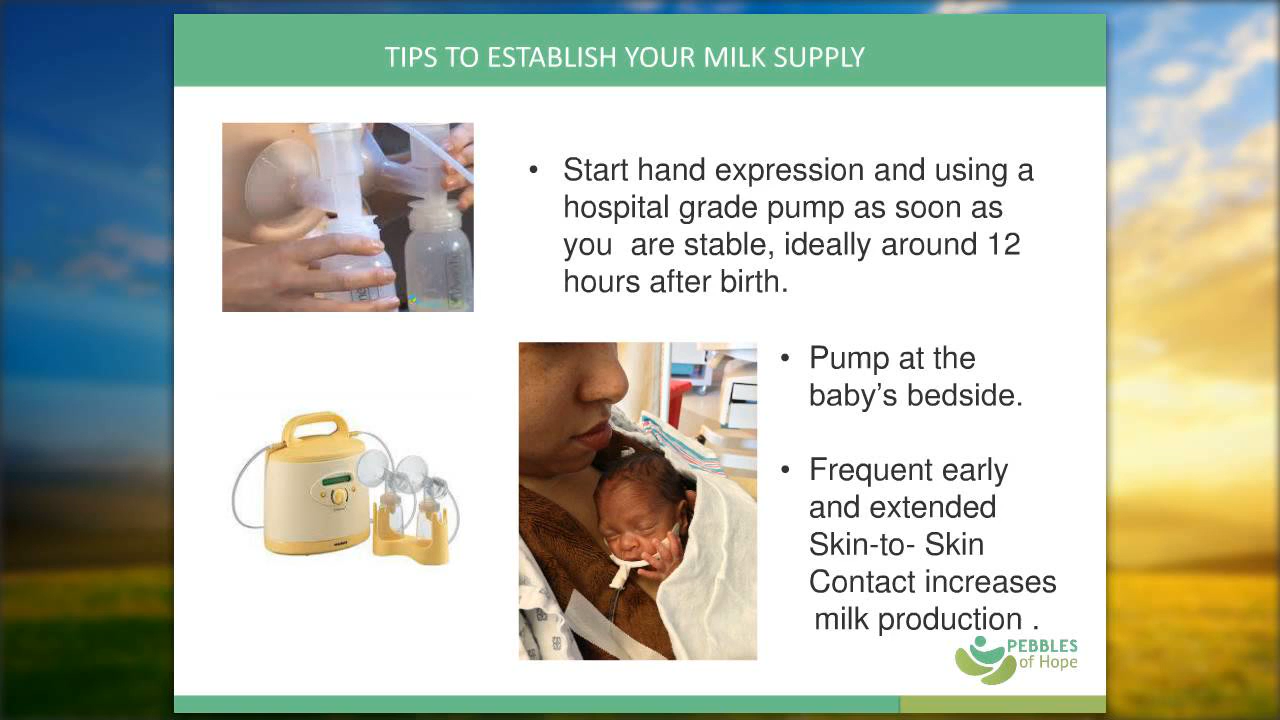 TIPS TO ESTABLISH YOUR MILK SUPPLY
• Start hand expression and using a
hospital grade pump as soon as
you  are stable, ideally around 12
hours after birth.
• Pump at the
baby’s bedside.
• Frequent early
and extended
Skin-to- Skin
Contact increases
milk production .
PEBBLES
of Hope